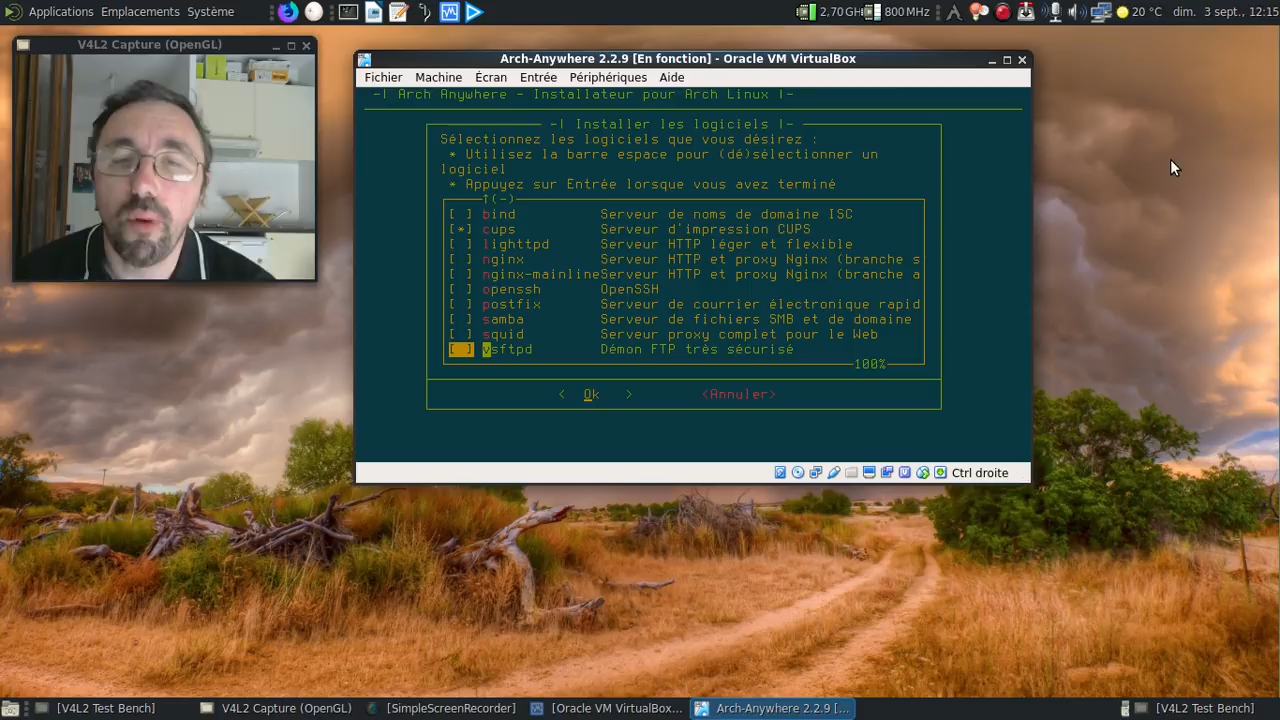 Applications Emplacements Système
2,70 GHz 800 MHz 20 °C dim. 3 sept., 12:15
V4L2 Capture (OpenGL)
Arch-Anywhere 2.2.9 [En fonction] - Oracle VM VirtualBox
Fichier Machine Écran Entrée Périphériques Aide
-| Arch Anywhere - Installateur pour Arch Linux |-
-| Installer les logiciels |-
Sélectionnez les logiciels que vous désirez :
* Utilisez la barre espace pour (dé)sélectionner un
logiciel
* Appuyez sur Entrée lorsque vous avez terminé
↑(-)
[ ] bind Serveur de noms de domaine ISC
[*] cups Serveur d'impression CUPS
[ ] lighttpd Serveur HTTP léger et flexible
[ ] nginx Serveur HTTP et proxy Nginx (branche s
[ ] nginx-mainline Serveur HTTP et proxy Nginx (branche a
[ ] openssh OpenSSH
[ ] postfix Serveur de courrier électronique rapid
[ ] samba Serveur de fichiers SMB et de domaine
[ ] squid Serveur proxy complet pour le Web
[ ] vsftpd Démon FTP très sécurisé
100%
< Ok > <Annuler>
Ctrl droite
[V4L2 Test Bench] V4L2 Capture (OpenGL) [SimpleScreenRecorder] [Oracle VM VirtualBox... Arch-Anywhere 2.2.9 [... [V4L2 Test Bench]